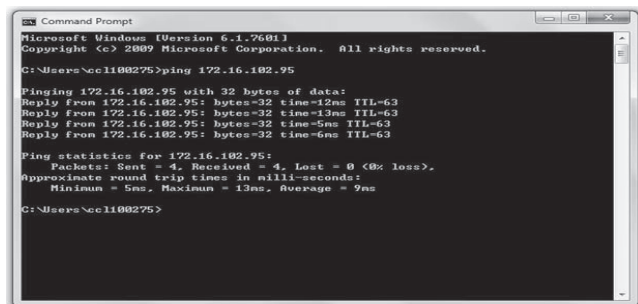 Command Prompt
Microsoft Windows [Version 6.1.7601]
Copyright (c) 2009 Microsoft Corporation.  All rights reserved.
C:\Users\ccl100275>ping 172.16.102.95
Pinging 172.16.102.95 with 32 bytes of data:
Reply from 172.16.102.95: bytes=32 time=12ms TTL=63
Reply from 172.16.102.95: bytes=32 time=13ms TTL=63
Reply from 172.16.102.95: bytes=32 time=5ms TTL=63
Reply from 172.16.102.95: bytes=32 time=6ms TTL=63
Ping statistics for 172.16.102.95:
Packets: Sent = 4, Received = 4, Lost = 0 (0% loss),
Approximate round trip times in milli-seconds:
Minimum = 5ms, Maximum = 13ms, Average = 9ms
C:\Users\ccl100275>